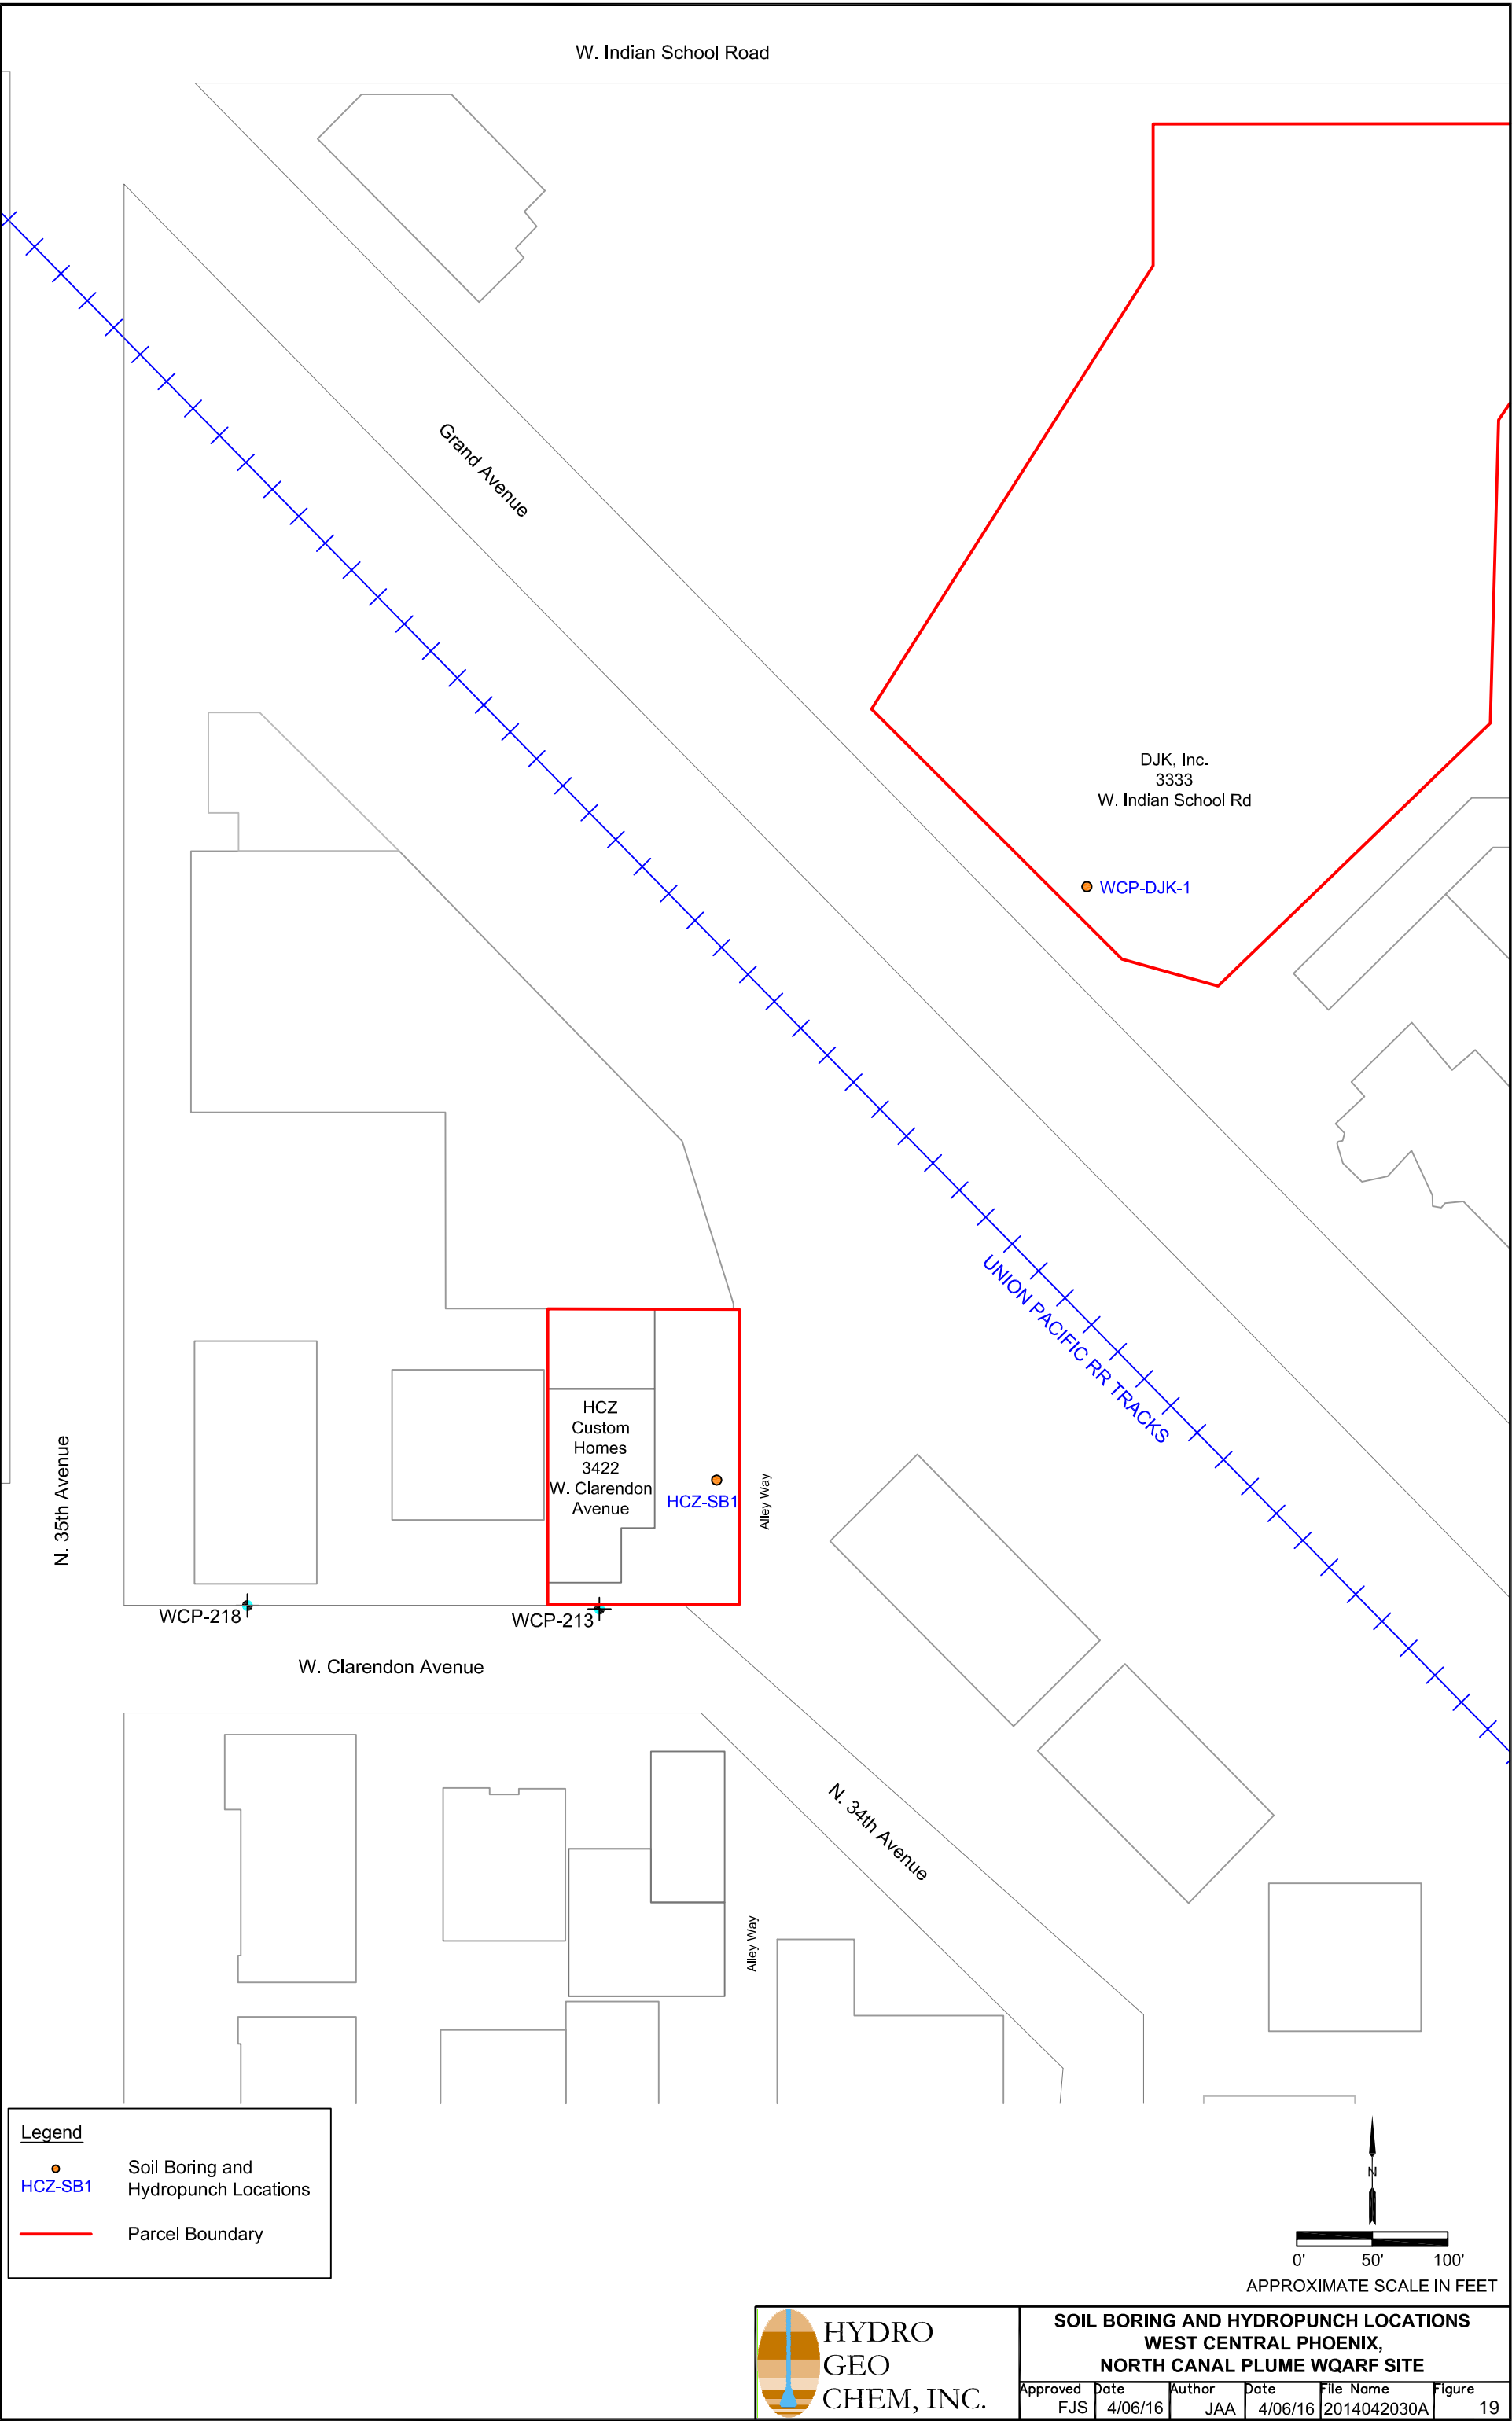 W. Indian School Road
Grand Avenue
DJK, Inc.
3333
W. Indian School Rd
WCP-DJK-1
UNION PACIFIC RR TRACKS
N. 35th Avenue
HCZ
Custom
Homes
3422
W. Clarendon
Avenue
HCZ-SB1
Alley Way
WCP-218
WCP-213
W. Clarendon Avenue
N. 34th Avenue
Alley Way
Legend
HCZ-SB1
Soil Boring and
Hydropunch Locations
Parcel Boundary
N
0' 50' 100'
APPROXIMATE SCALE IN FEET
HYDRO
GEO
CHEM, INC.
SOIL BORING AND HYDROPUNCH LOCATIONS
WEST CENTRAL PHOENIX,
NORTH CANAL PLUME WQARF SITE
Approved Date Author Date File Name Figure
FJS 4/06/16 JAA 4/06/16 2014042030A 19